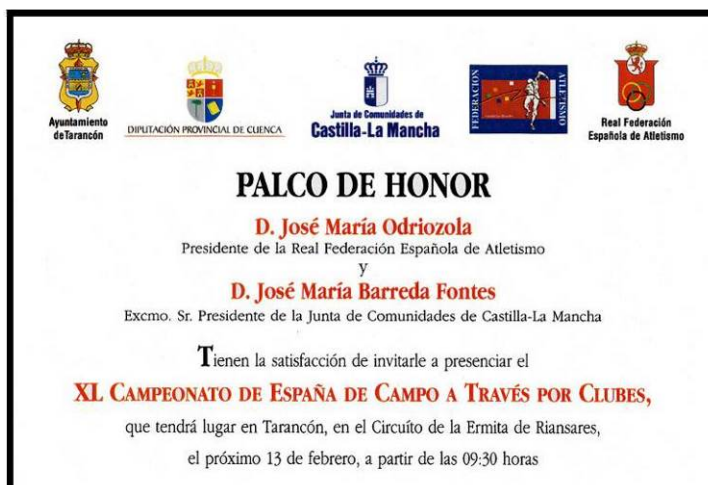 Ayuntamiento
de Tarancón
DIPUTACIÓN PROVINCIAL DE CUENCA
Junta de Comunidades de
Castilla-La Mancha
FEDERACION
ATLETISMO
Real Federación
Española de Atletismo
PALCO DE HONOR
D. José María Odriozola
Presidente de la Real Federación Española de Atletismo
y
D. José María Barreda Fontes
Excmo. Sr. Presidente de la Junta de Comunidades de Castilla-La Mancha
Tienen la satisfacción de invitarle a presenciar el
XL CAMPEONATO DE ESPAÑA DE CAMPO A TRAVÉS POR CLUBES,
que tendrá lugar en Tarancón, en el Circuíto de la Ermita de Riansares,
el próximo 13 de febrero, a partir de las 09:30 horas